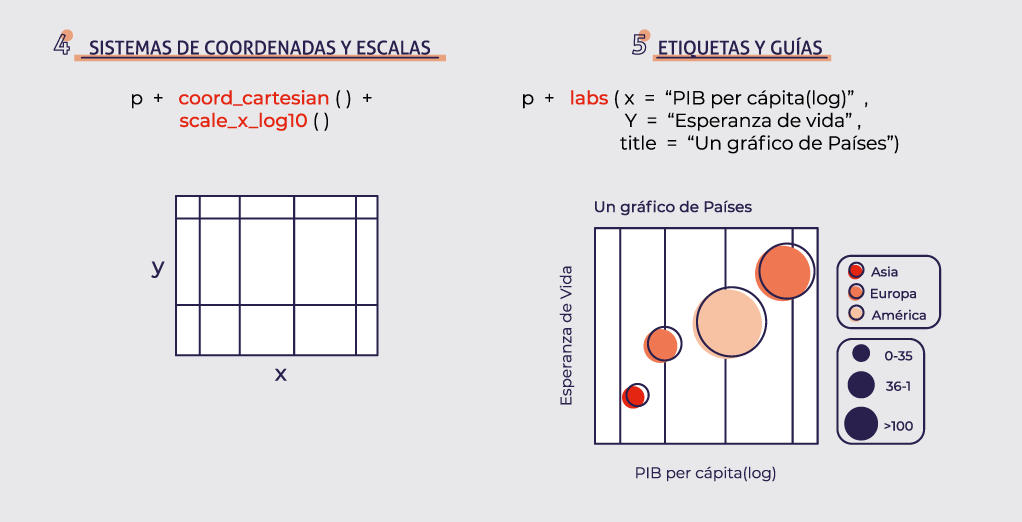 4 SISTEMAS DE COORDENADAS Y ESCALAS
p + coord_cartesian ( ) +
scale_x_log10 ( )
y
x
5 ETIQUETAS Y GUÍAS
p + labs ( x = “PIB per cápita(log)” ,
Y = “Esperanza de vida” ,
title = “Un gráfico de Países”)
Un gráfico de Países
Esperanza de Vida
PIB per cápita(log)
Asia
Europa
América
0-35
36-1
>100